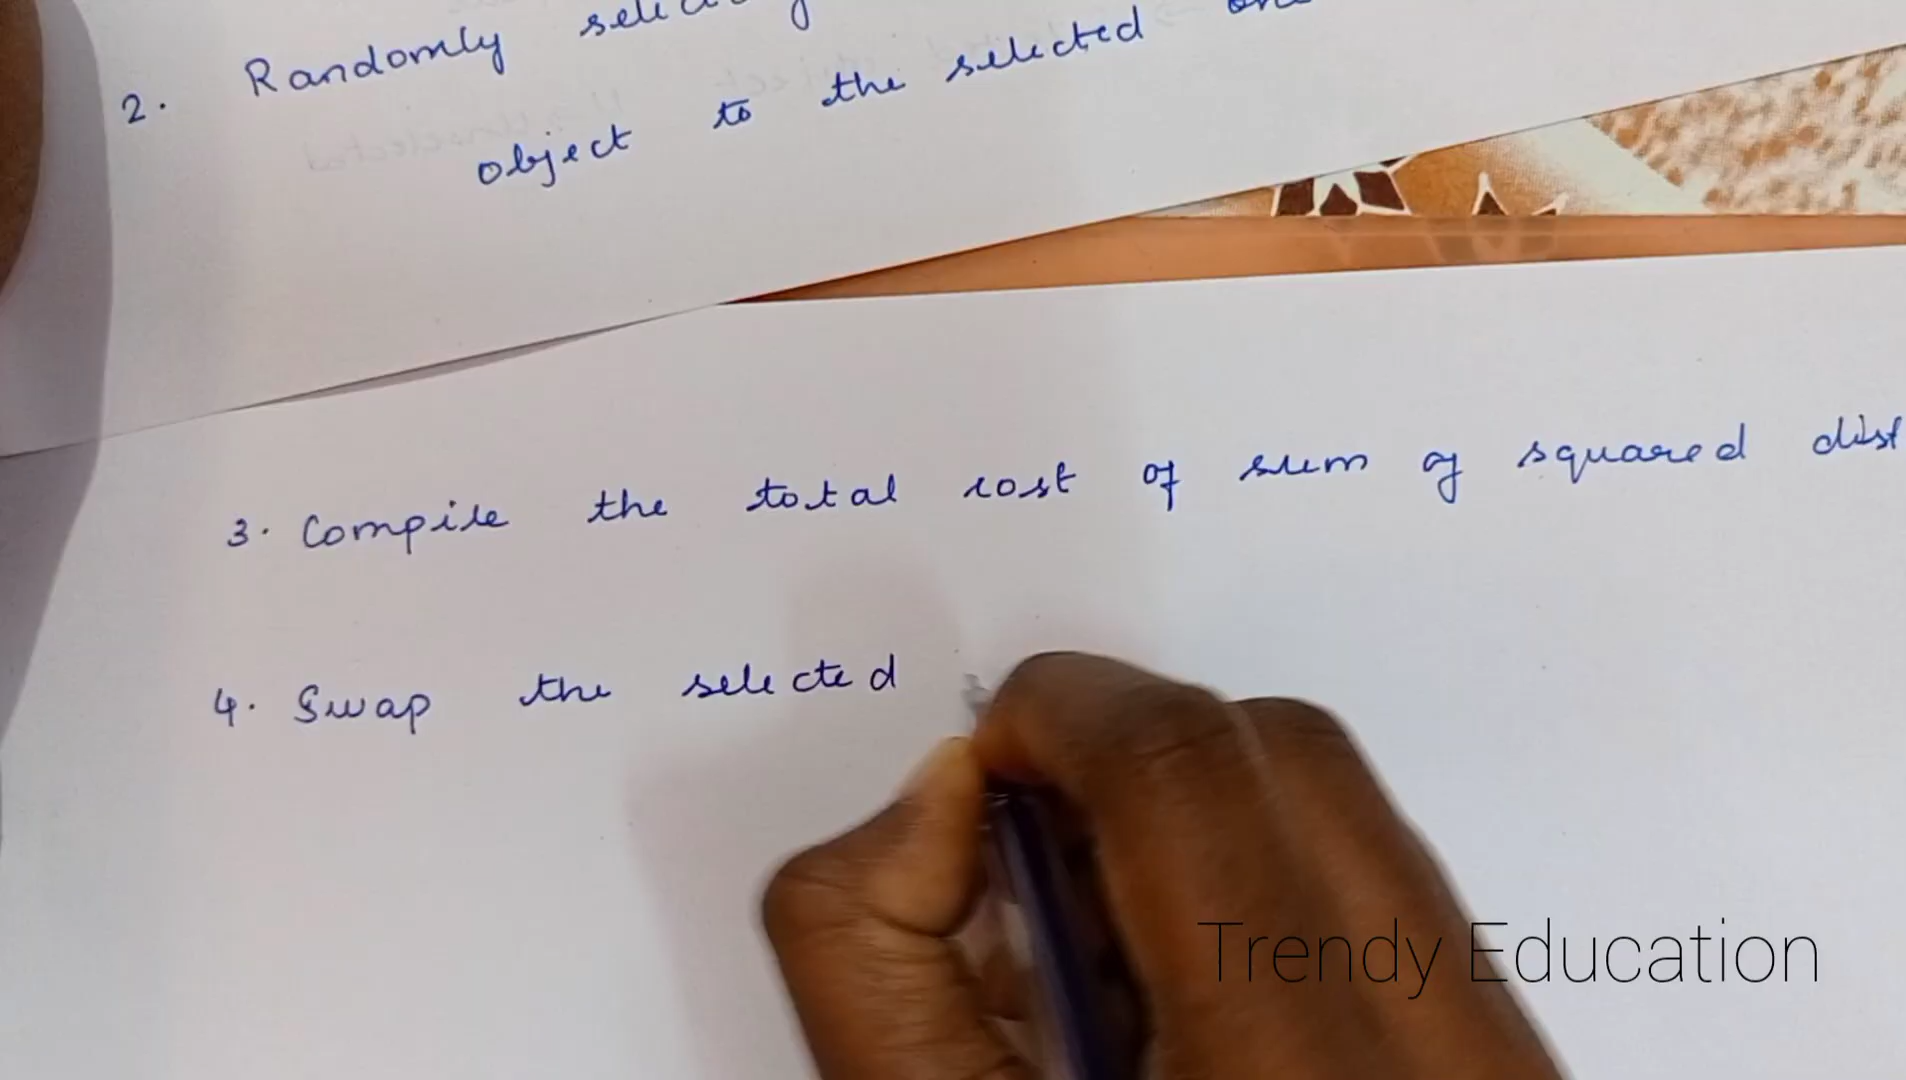 2. Randomly
object to the selected
3. Compile the total cost of sum of squared dist
4. Swap the selected
Trendy Education